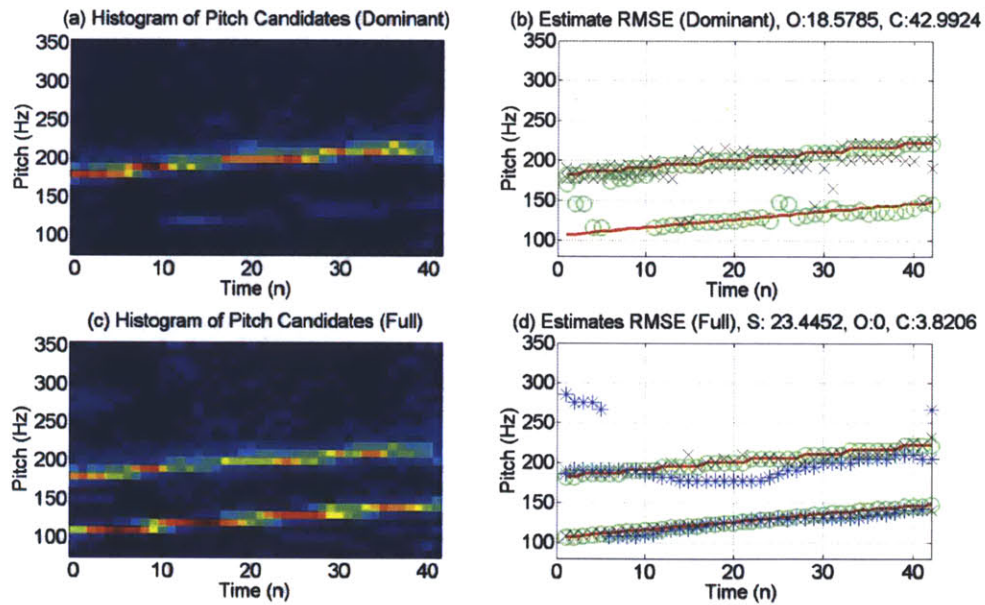 (a) Histogram of Pitch Candidates (Dominant)
350
300
250
200
150
100
Pitch (Hz)
0 10 20 30 40
Time (n)
(b) Estimate RMSE (Dominant), O:18.5785, C:42.9924
350
300
250
200
150
100
Pitch (Hz)
0 10 20 30 40
Time (n)
(c) Histogram of Pitch Candidates (Full)
350
300
250
200
150
100
Pitch (Hz)
0 10 20 30 40
Time (n)
(d) Estimates RMSE (Full), S: 23.4452, O:0, C:3.8206
350
300
250
200
150
100
Pitch (Hz)
0 10 20 30 40
Time (n)